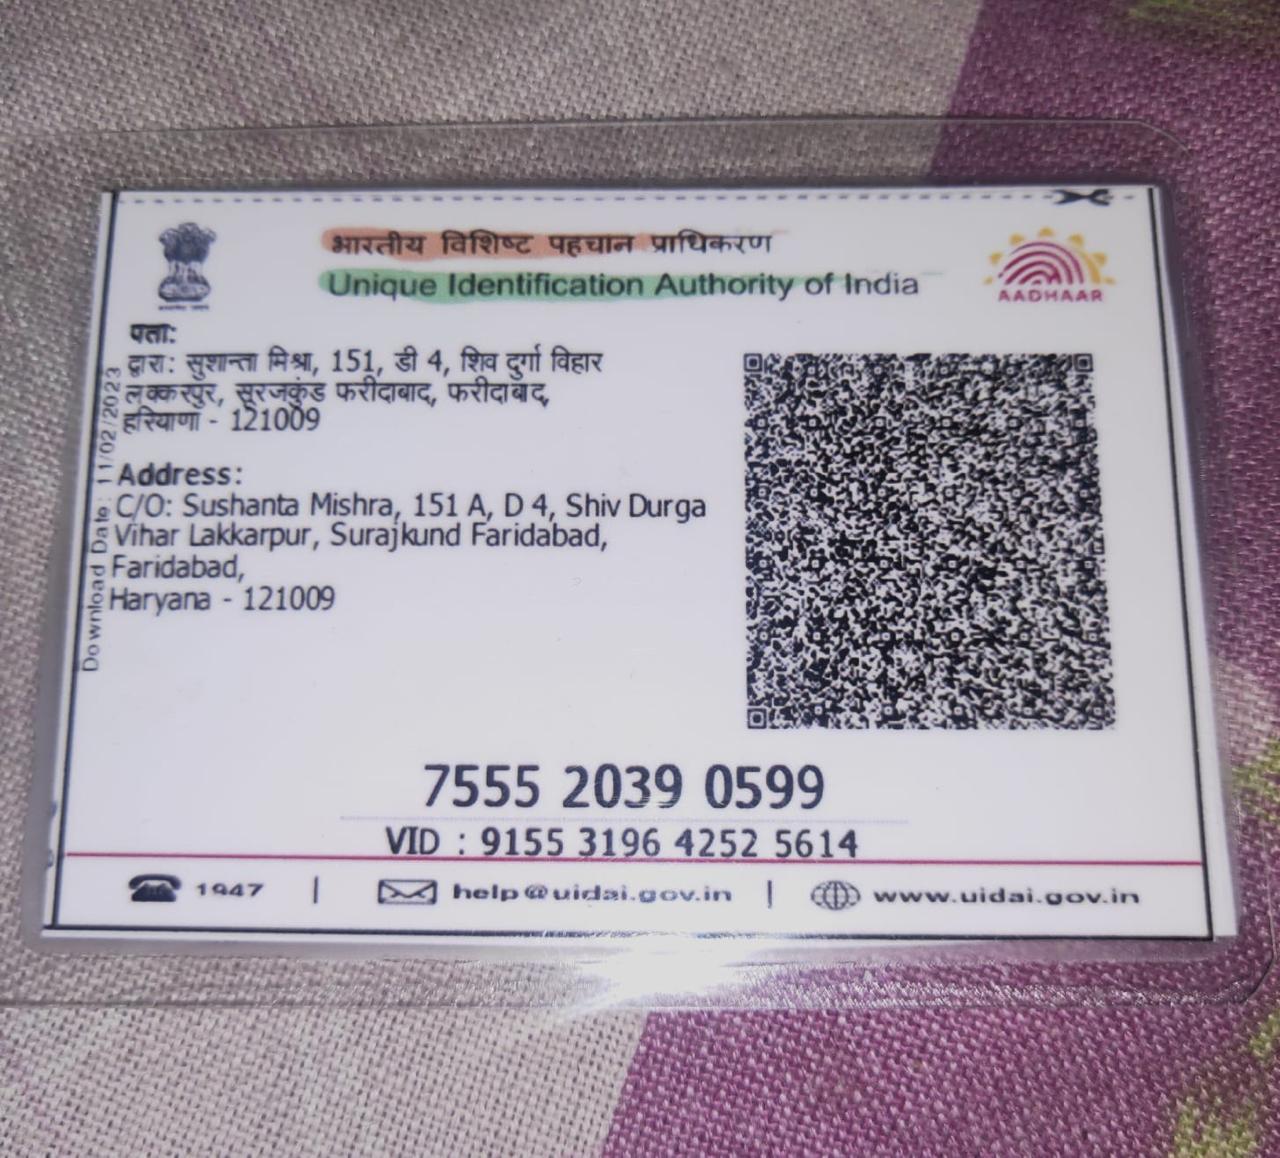 भारतीय विशिष्ट पहचान प्राधिकरण
Unique Identification Authority of India
AADHAAR
पता:
द्वारा: सुशान्ता मिश्रा, 151, डी 4, शिव दुर्गा विहार
लक्करपुर, सूरजकुंड फरीदाबाद, फरीदाबाद,
हरियाणा - 121009
Download Date: 11/02/2023
Address:
C/O: Sushanta Mishra, 151 A, D 4, Shiv Durga
Vihar Lakkarpur, Surajkund Faridabad,
Faridabad,
Haryana - 121009
7555 2039 0599
VID : 9155 3196 4252 5614
1947 | help@uidai.gov.in | www.uidai.gov.in